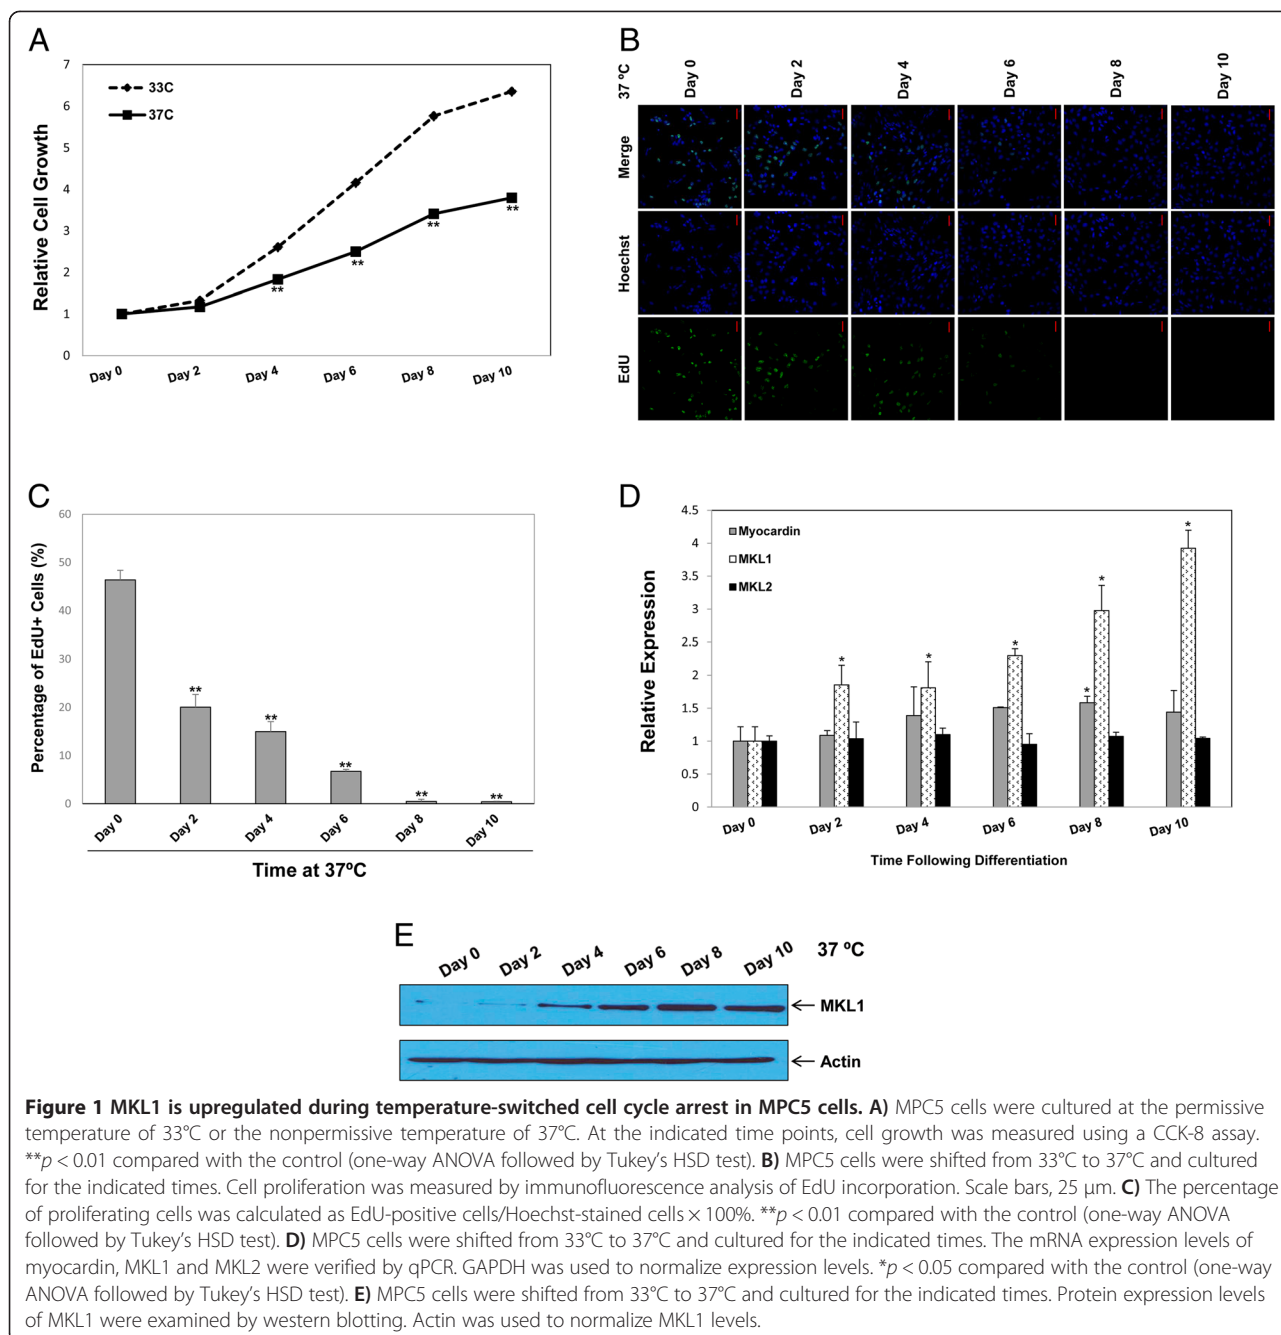 A
7
6
5
4
3
2
1
0
Relative Cell Growth
33C
37C
**
**
**
**
Day 0
Day 2
Day 4
Day 6
Day 8
Day 10
B
37 ºC
Day 0
Day 2
Day 4
Day 6
Day 8
Day 10
Merge
Hoechst
EdU
C
60
50
40
30
20
10
0
Percentage of EdU+ Cells (%)
**
**
**
**
**
Day 0
Day 2
Day 4
Day 6
Day 8
Day 10
Time at 37ºC
D
4.5
4
3.5
3
2.5
2
1.5
1
0.5
0
Relative Expression
Myocardin
MKL1
MKL2
*
*
*
*
*
*
Day 0
Day 2
Day 4
Day 6
Day 8
Day 10
Time Following Differentiation
E
Day 0
Day 2
Day 4
Day 6
Day 8
Day 10
37 ºC
MKL1
Actin
Figure 1 MKL1 is upregulated during temperature-switched cell cycle arrest in MPC5 cells. A) MPC5 cells were cultured at the permissive
temperature of 33°C or the nonpermissive temperature of 37°C. At the indicated time points, cell growth was measured using a CCK-8 assay.
**p < 0.01 compared with the control (one-way ANOVA followed by Tukey's HSD test). B) MPC5 cells were shifted from 33°C to 37°C and cultured
for the indicated times. Cell proliferation was measured by immunofluorescence analysis of EdU incorporation. Scale bars, 25 μm. C) The percentage
of proliferating cells was calculated as EdU-positive cells/Hoechst-stained cells × 100%. **p < 0.01 compared with the control (one-way ANOVA
followed by Tukey's HSD test). D) MPC5 cells were shifted from 33°C to 37°C and cultured for the indicated times. The mRNA expression levels of
myocardin, MKL1 and MKL2 were verified by qPCR. GAPDH was used to normalize expression levels. *p < 0.05 compared with the control (one-way
ANOVA followed by Tukey's HSD test). E) MPC5 cells were shifted from 33°C to 37°C and cultured for the indicated times. Protein expression levels
of MKL1 were examined by western blotting. Actin was used to normalize MKL1 levels.